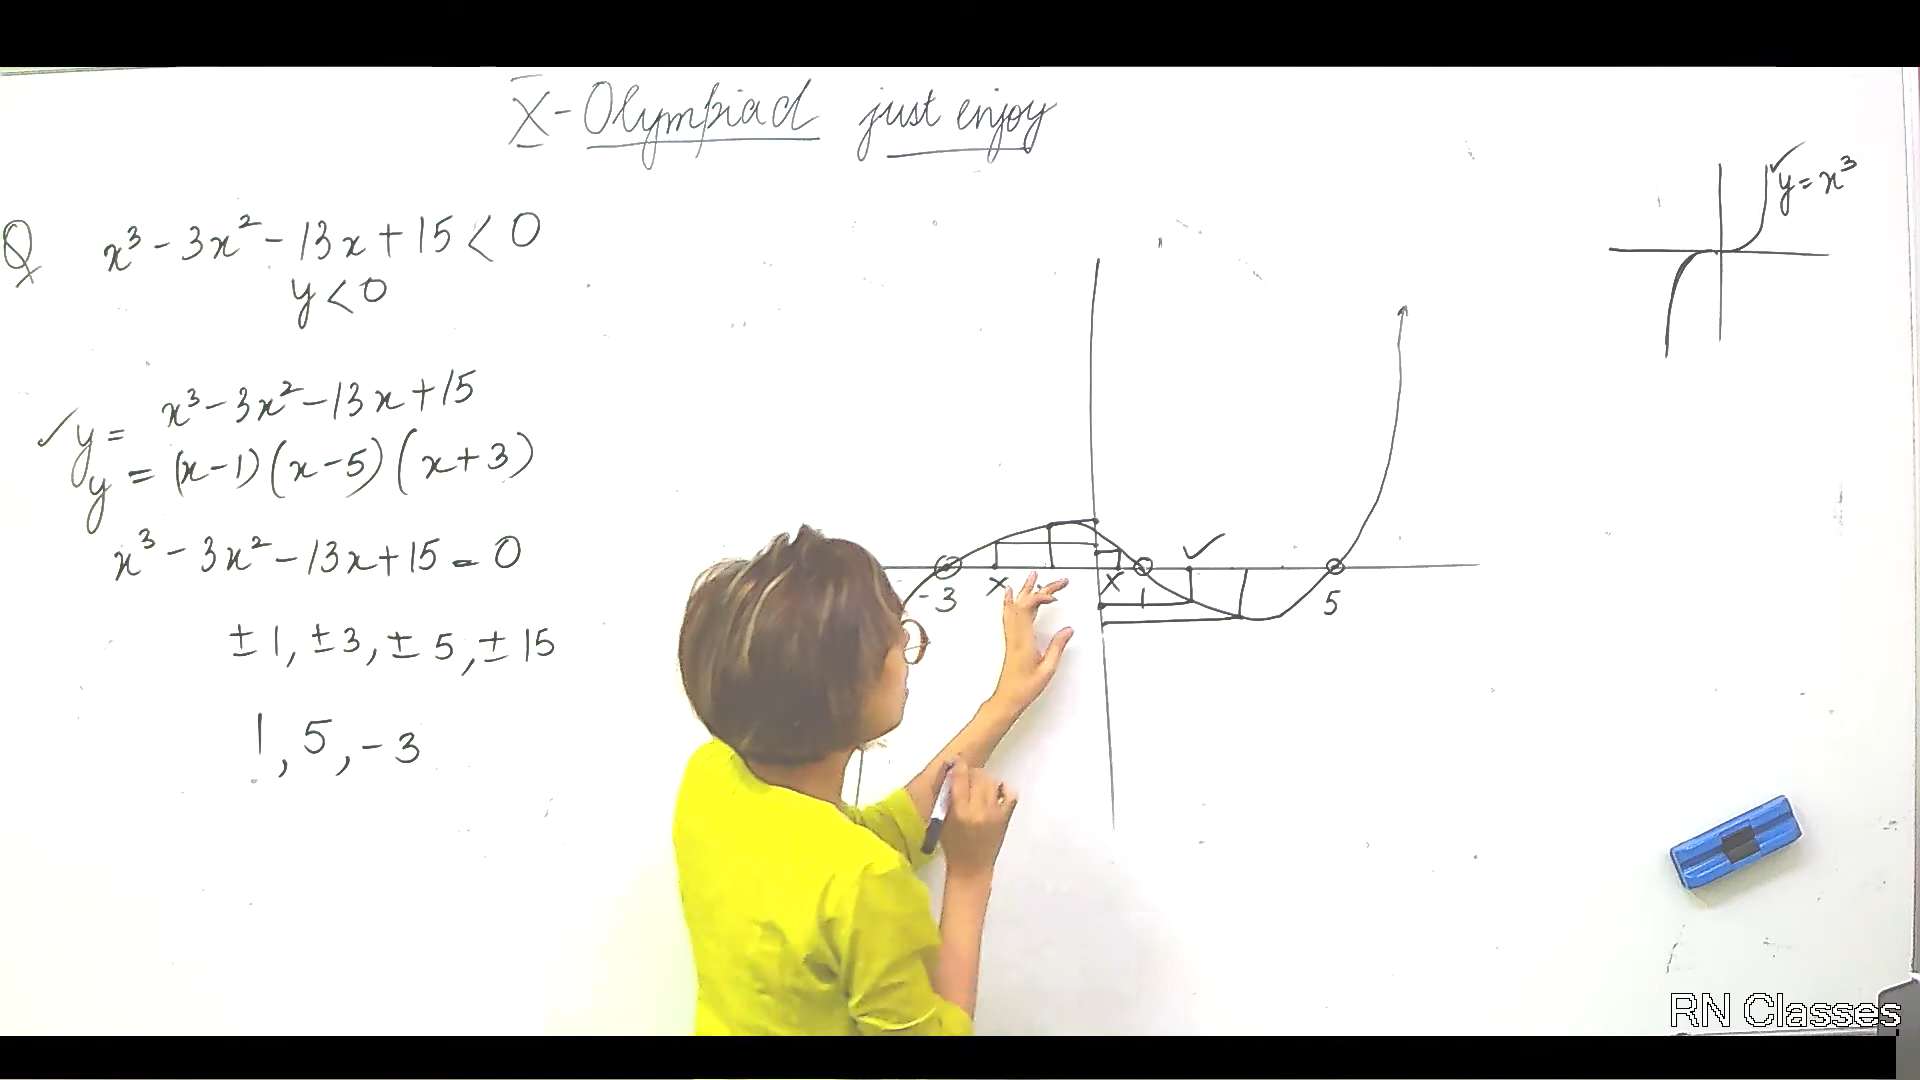 X - Olympiad just enjoy
y = x³
Q x³ - 3x² - 13x + 15 < 0
y < 0
✓ y = x³ - 3x² - 13x + 15
y = (x-1)(x-5)(x+3)
x³ - 3x² - 13x + 15 = 0
± 1, ± 3, ± 5, ± 15
1, 5, -3
-3 x x 1 ✓ 5
RN Classes